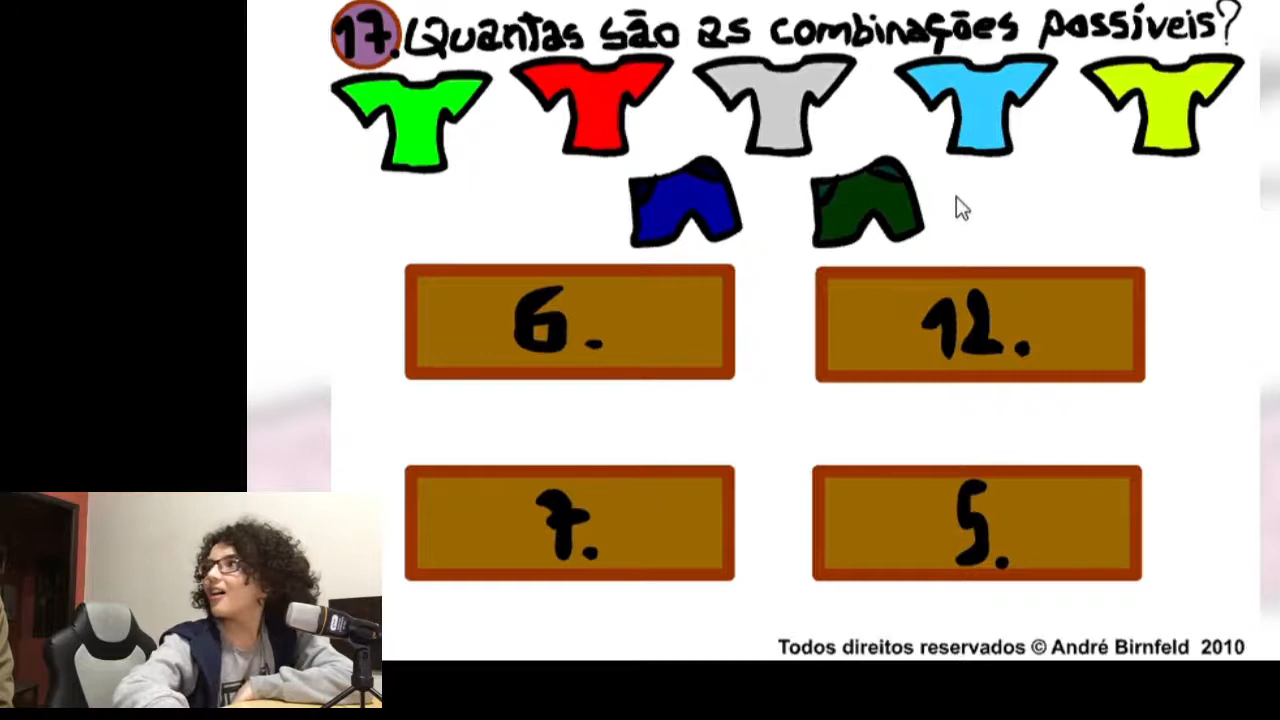 17. Quantas são as combinações possíveis?
6. 12.
7. 5.
Todos direitos reservados © André Birnfeld 2010